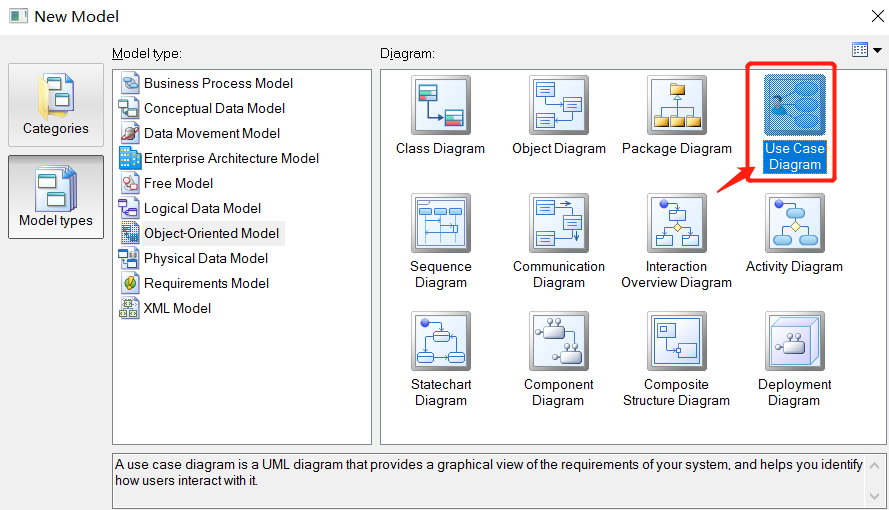 New Model
Model type:
Diagram:
Categories
Model types
Business Process Model
Conceptual Data Model
Data Movement Model
Enterprise Architecture Model
Free Model
Logical Data Model
Object-Oriented Model
Physical Data Model
Requirements Model
XML Model
Class Diagram
Object Diagram
Package Diagram
Use Case
Diagram
Sequence
Diagram
Communication
Diagram
Interaction
Overview Diagram
Activity Diagram
Statechart
Diagram
Component
Diagram
Composite
Structure Diagram
Deployment
Diagram
A use case diagram is a UML diagram that provides a graphical view of the requirements of your system, and helps you identify
how users interact with it.